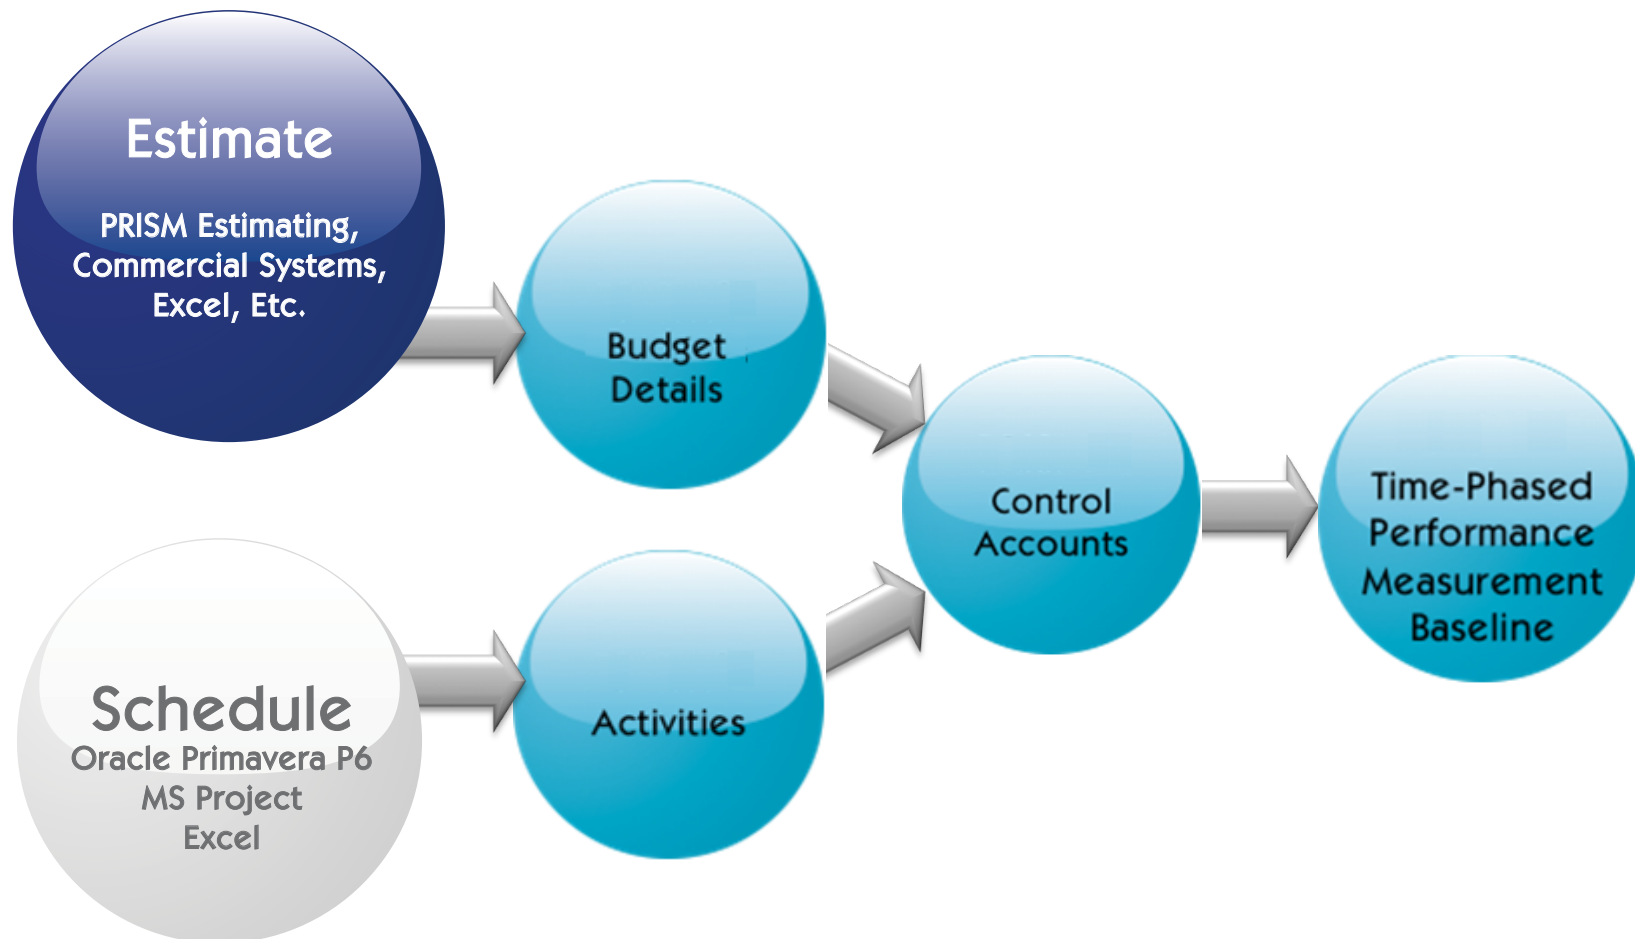 Estimate
PRISM Estimating,
Commercial Systems,
Excel, Etc.
Budget
Details
Control
Accounts
Time-Phased
Performance
Measurement
Baseline
Schedule
Oracle Primavera P6
MS Project
Excel
Activities